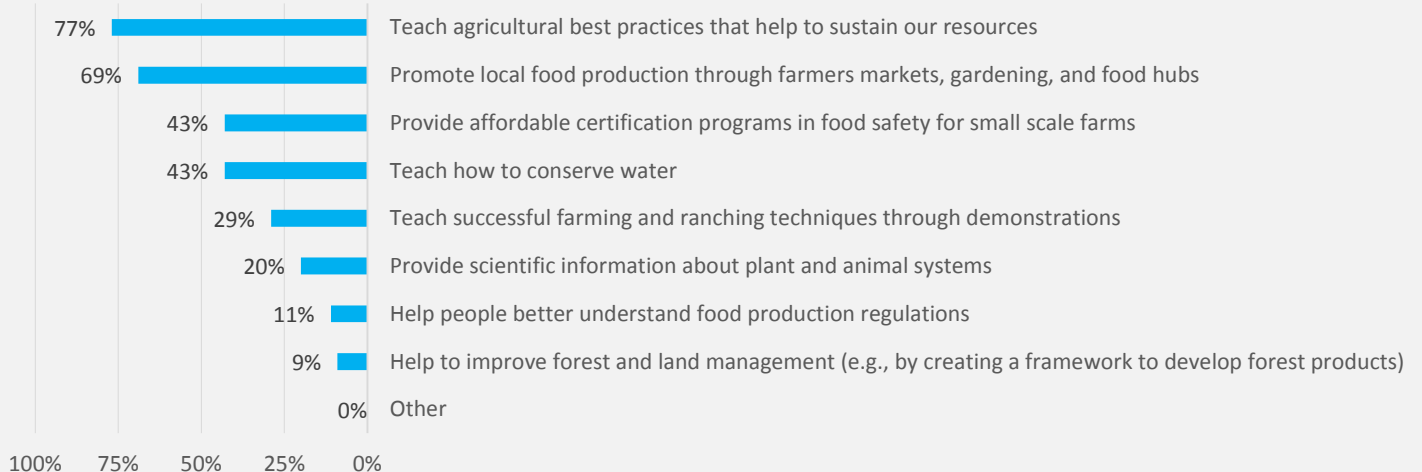 77% Teach agricultural best practices that help to sustain our resources
69% Promote local food production through farmers markets, gardening, and food hubs
43% Provide affordable certification programs in food safety for small scale farms
43% Teach how to conserve water
29% Teach successful farming and ranching techniques through demonstrations
20% Provide scientific information about plant and animal systems
11% Help people better understand food production regulations
9% Help to improve forest and land management (e.g., by creating a framework to develop forest products)
0% Other
100% 75% 50% 25% 0%